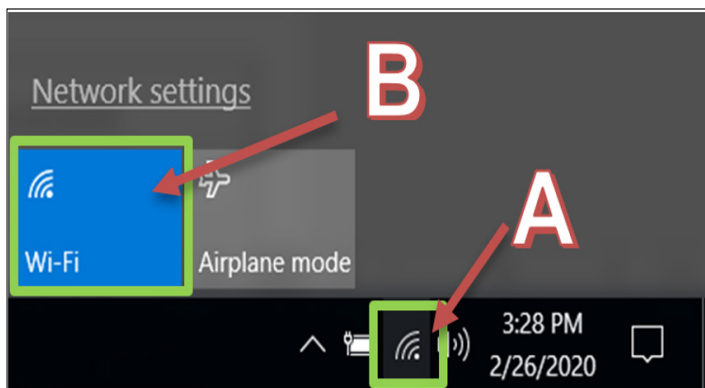 B
Network settings
A
Wi-Fi
Airplane mode
3:28 PM
2/26/2020